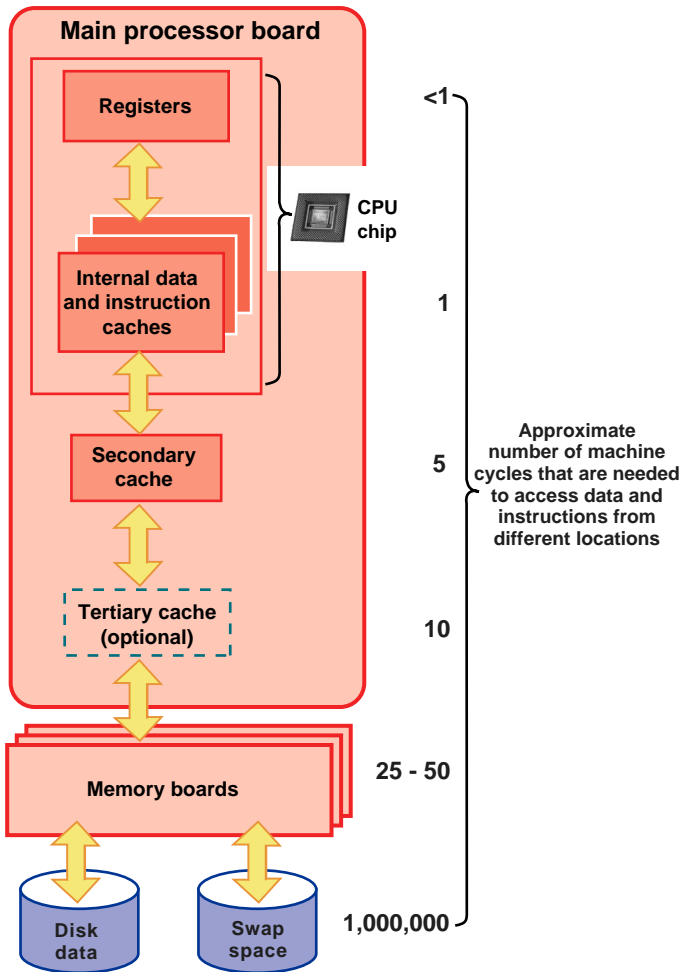 Main processor board
Registers
<1
CPU
chip
Internal data
and instruction
caches
1
Secondary
cache
5
Approximate
number of machine
cycles that are needed
to access data and
instructions from
different locations
Tertiary cache
(optional)
10
Memory boards
25 - 50
Disk
data
Swap
space
1,000,000